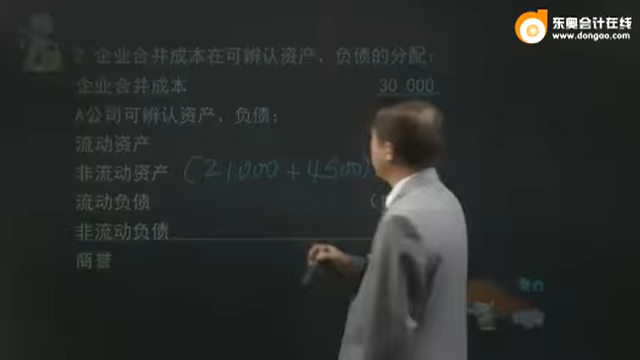 东奥会计在线
www.dongao.com
2.企业合并成本在可辨认资产、负债的分配:
企业合并成本 30 000
A公司可辨认资产、负债:
流动资产
非流动资产 (21000+4500)
流动负债 (1
非流动负债
商誉